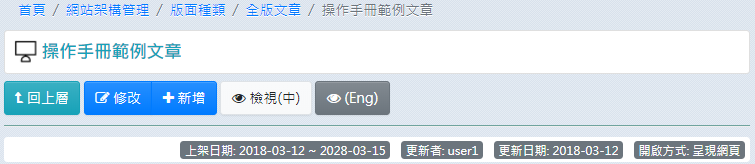 首頁 / 網站架構管理 / 版面種類 / 全版文章 / 操作手冊範例文章
操作手冊範例文章
回上層 修改 新增 檢視(中) (Eng)
上架日期: 2018-03-12 ~ 2028-03-15 更新者: user1 更新日期: 2018-03-12 開啟方式: 呈現網頁